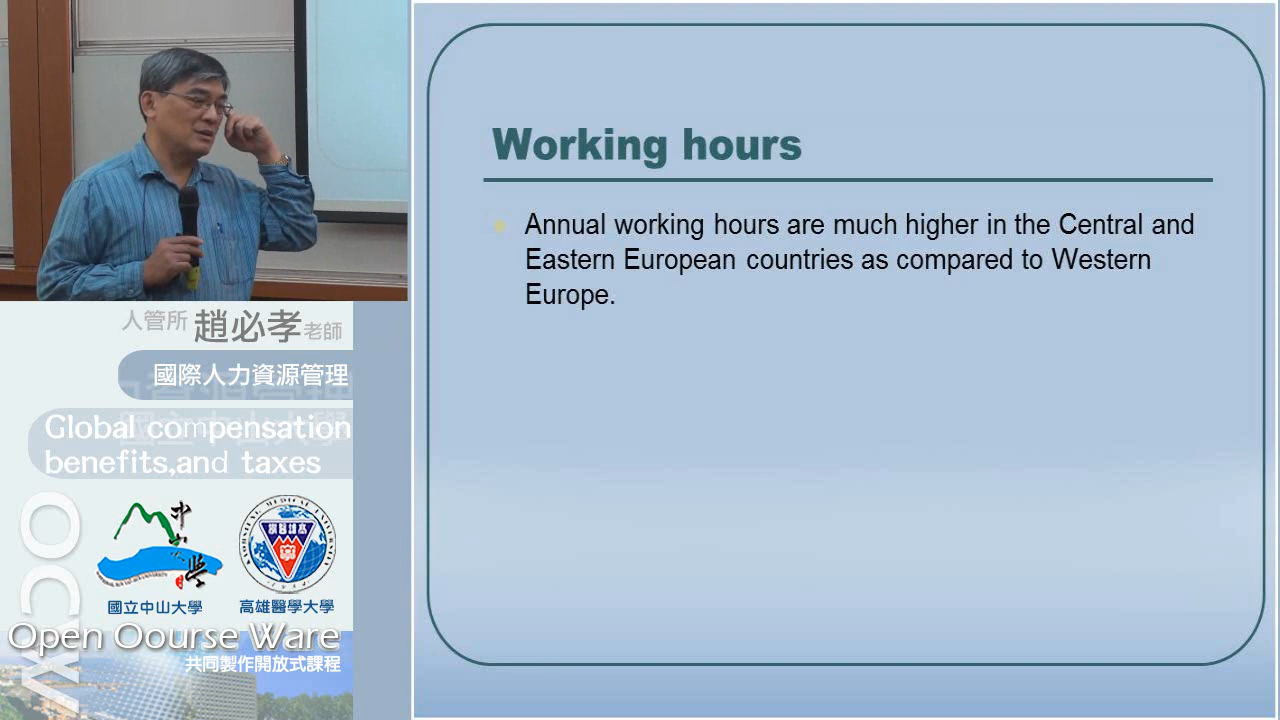 Working hours
Annual working hours are much higher in the Central and
Eastern European countries as compared to Western
Europe.
人管所 趙必孝 老師
國際人力資源管理
Global compensation
benefits,and taxes
國立中山大學
高雄醫學大學
OCW
Open Oourse Ware
共同製作開放式課程